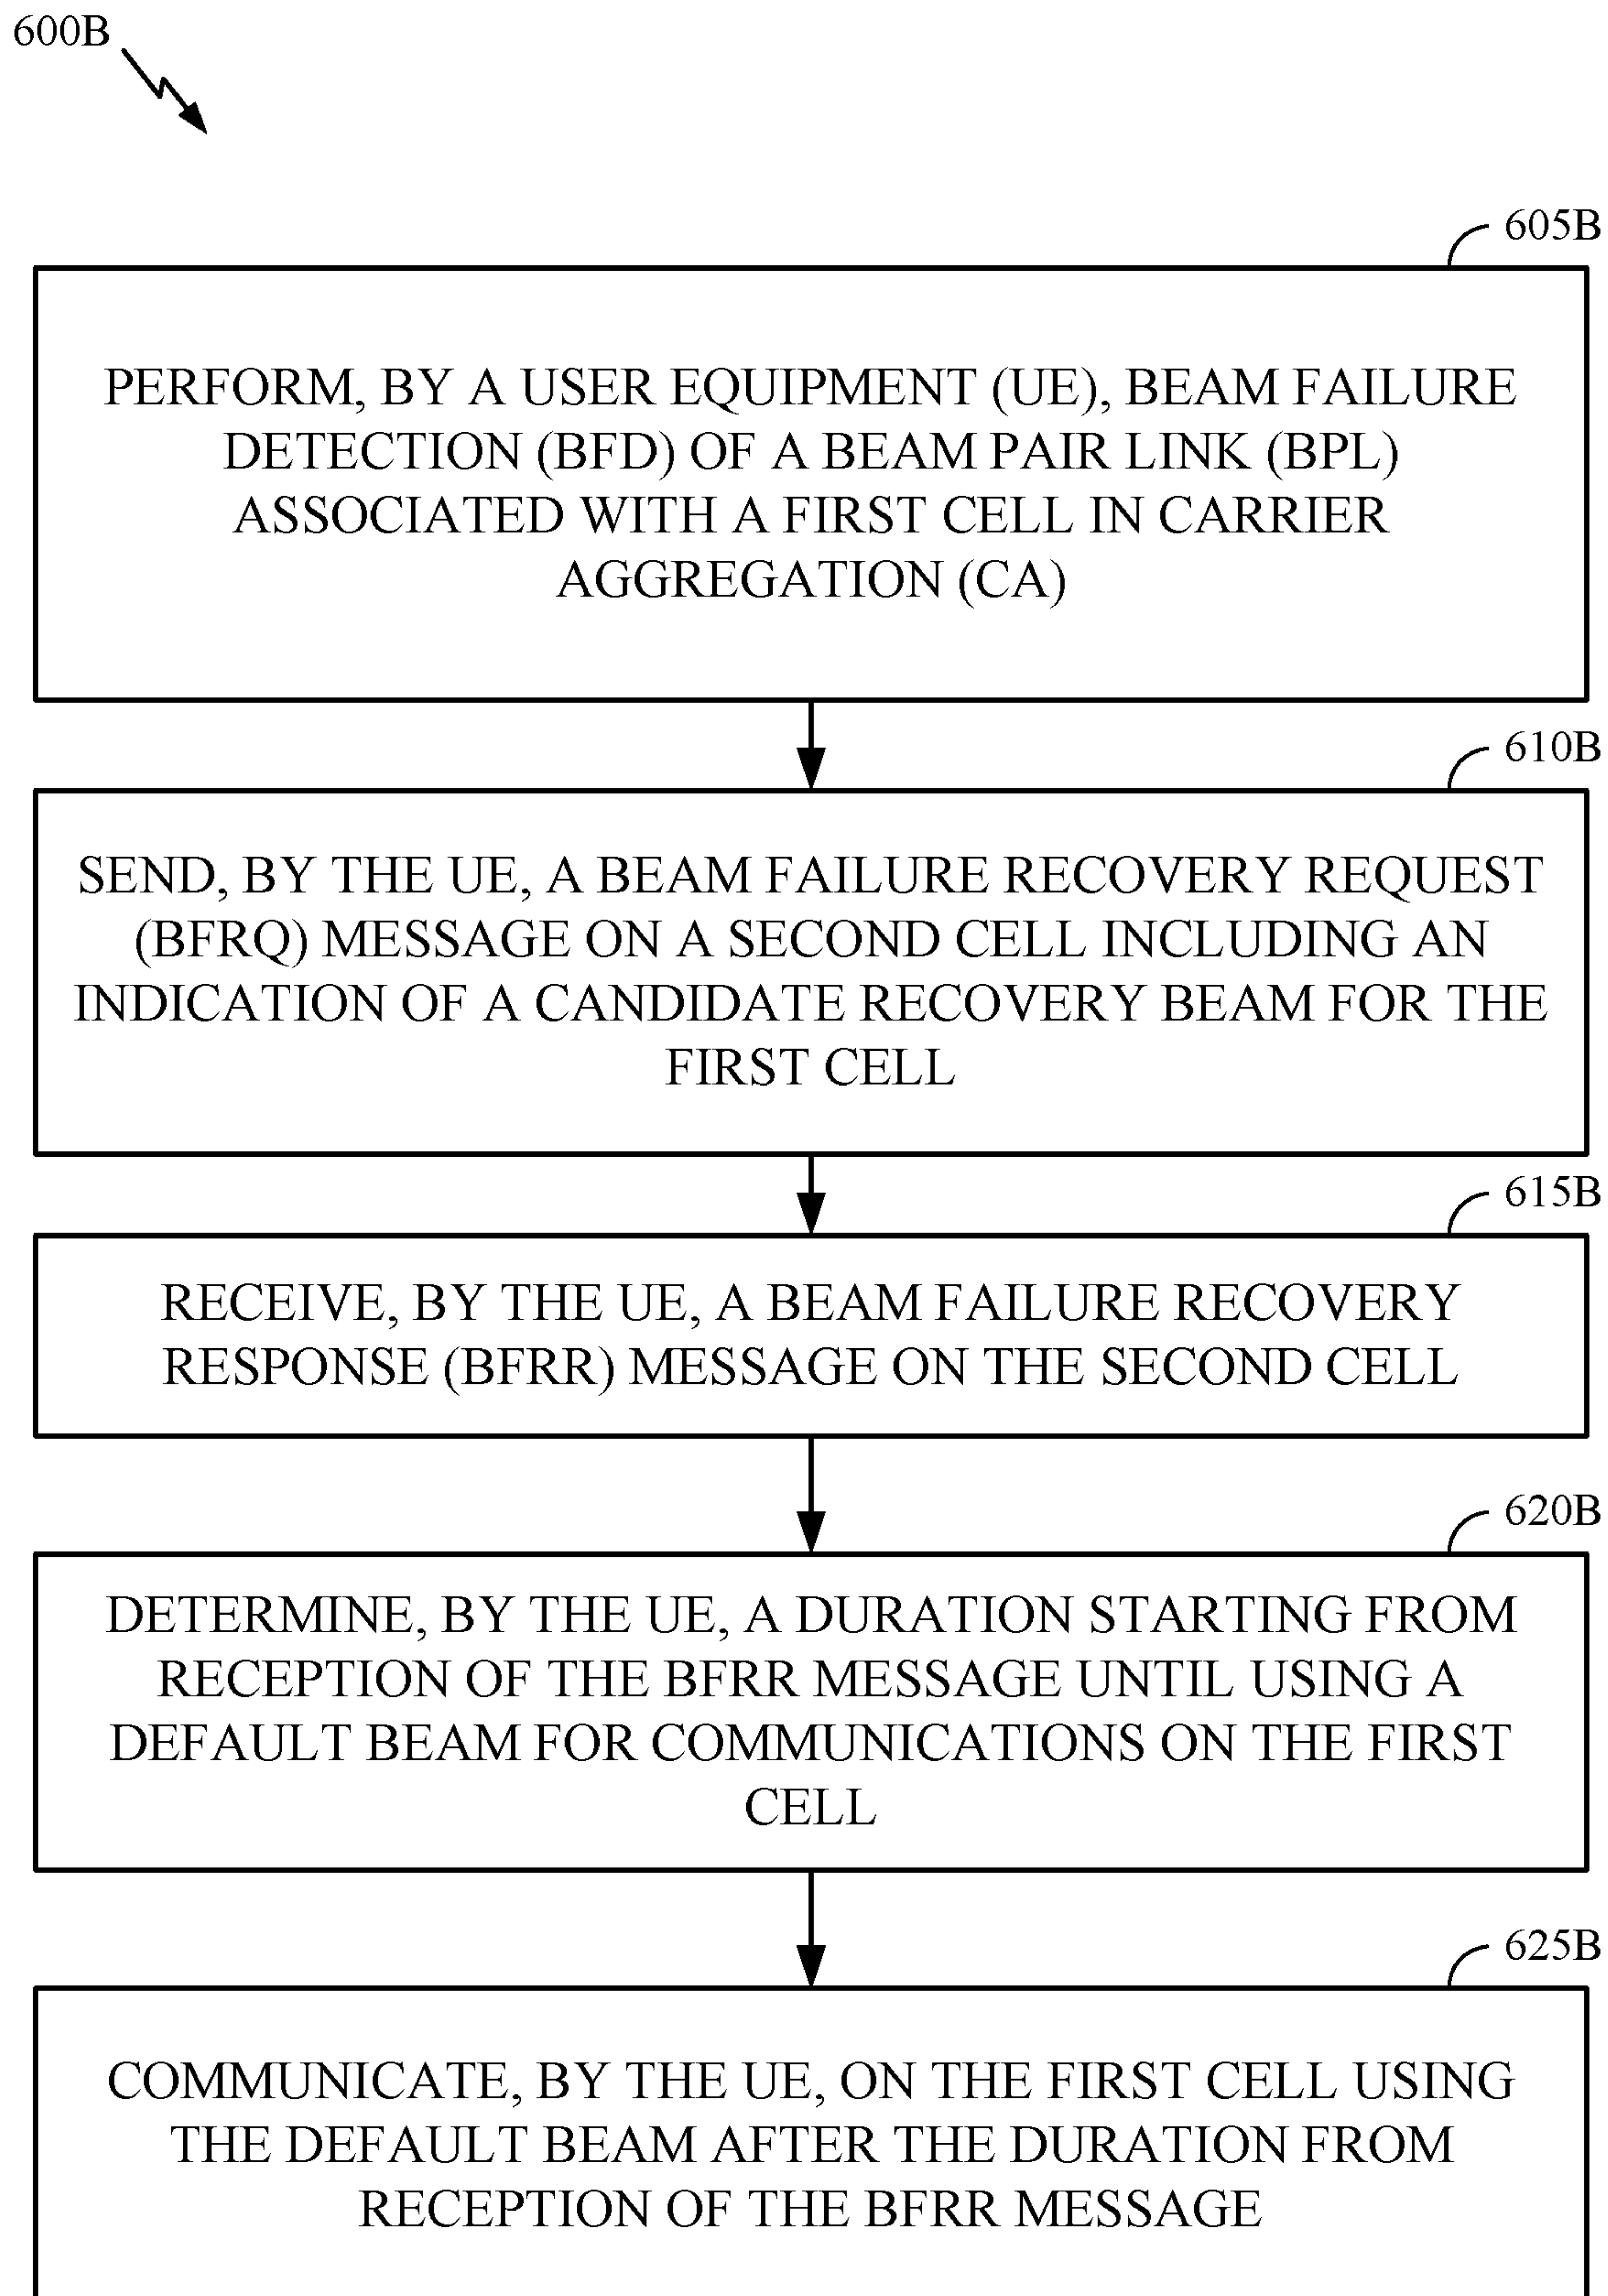 600B
605B
PERFORM, BY A USER EQUIPMENT (UE), BEAM FAILURE
DETECTION (BFD) OF A BEAM PAIR LINK (BPL)
ASSOCIATED WITH A FIRST CELL IN CARRIER
AGGREGATION (CA)
610B
SEND, BY THE UE, A BEAM FAILURE RECOVERY REQUEST
(BFRQ) MESSAGE ON A SECOND CELL INCLUDING AN
INDICATION OF A CANDIDATE RECOVERY BEAM FOR THE
FIRST CELL
615B
RECEIVE, BY THE UE, A BEAM FAILURE RECOVERY
RESPONSE (BFRR) MESSAGE ON THE SECOND CELL
620B
DETERMINE, BY THE UE, A DURATION STARTING FROM
RECEPTION OF THE BFRR MESSAGE UNTIL USING A
DEFAULT BEAM FOR COMMUNICATIONS ON THE FIRST
CELL
625B
COMMUNICATE, BY THE UE, ON THE FIRST CELL USING
THE DEFAULT BEAM AFTER THE DURATION FROM
RECEPTION OF THE BFRR MESSAGE